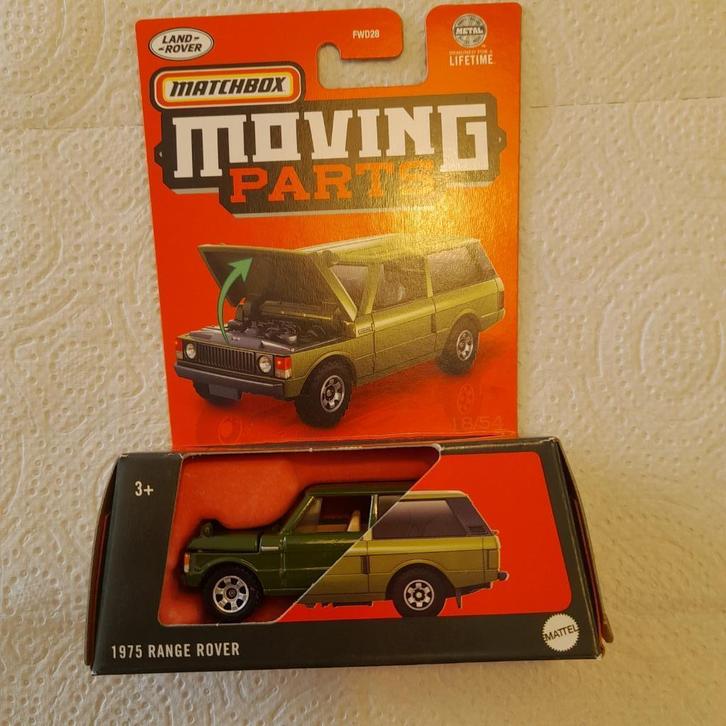 LAND-
-ROVER
FWD28
METAL
DESIGNED FOR A
LIFETIME
MATCHBOX
MOVING
PARTS
18/54
3+
1975 RANGE ROVER
MATTEL